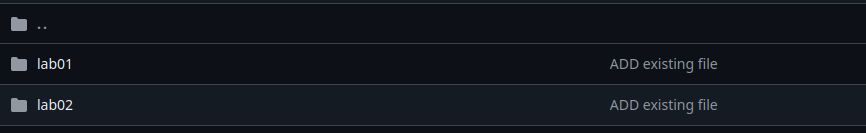 ..
lab01 ADD existing file
lab02 ADD existing file